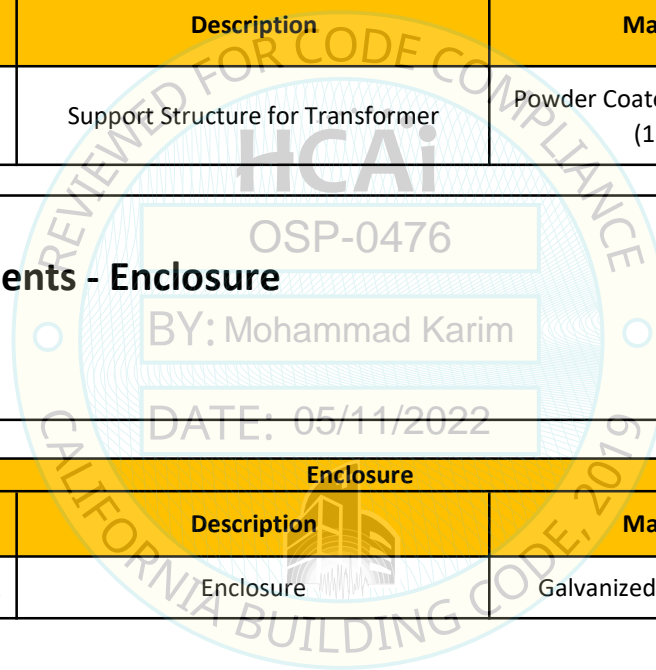 Description
Ma
Support Structure for Transformer
Powder Coate
(1
REVIEWED FOR CODE COMPLIANCE
HCAi
OSP-0476
ents - Enclosure
BY: Mohammad Karim
DATE: 05/11/2022
Enclosure
Description
Ma
Enclosure
Galvanized
CALIFORNIA BUILDING CODE, 2019